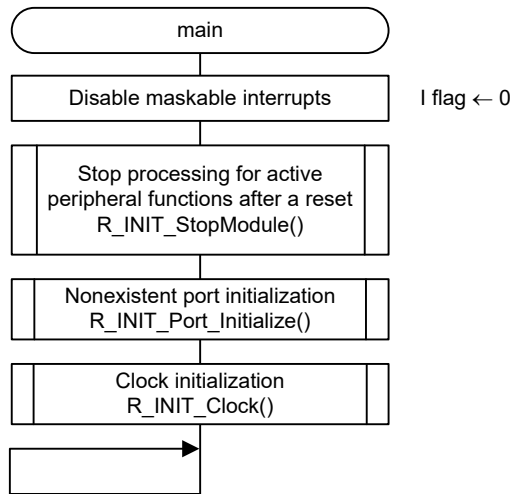 main
Disable maskable interrupts
I flag ← 0
Stop processing for active
peripheral functions after a reset
R_INIT_StopModule()
Nonexistent port initialization
R_INIT_Port_Initialize()
Clock initialization
R_INIT_Clock()